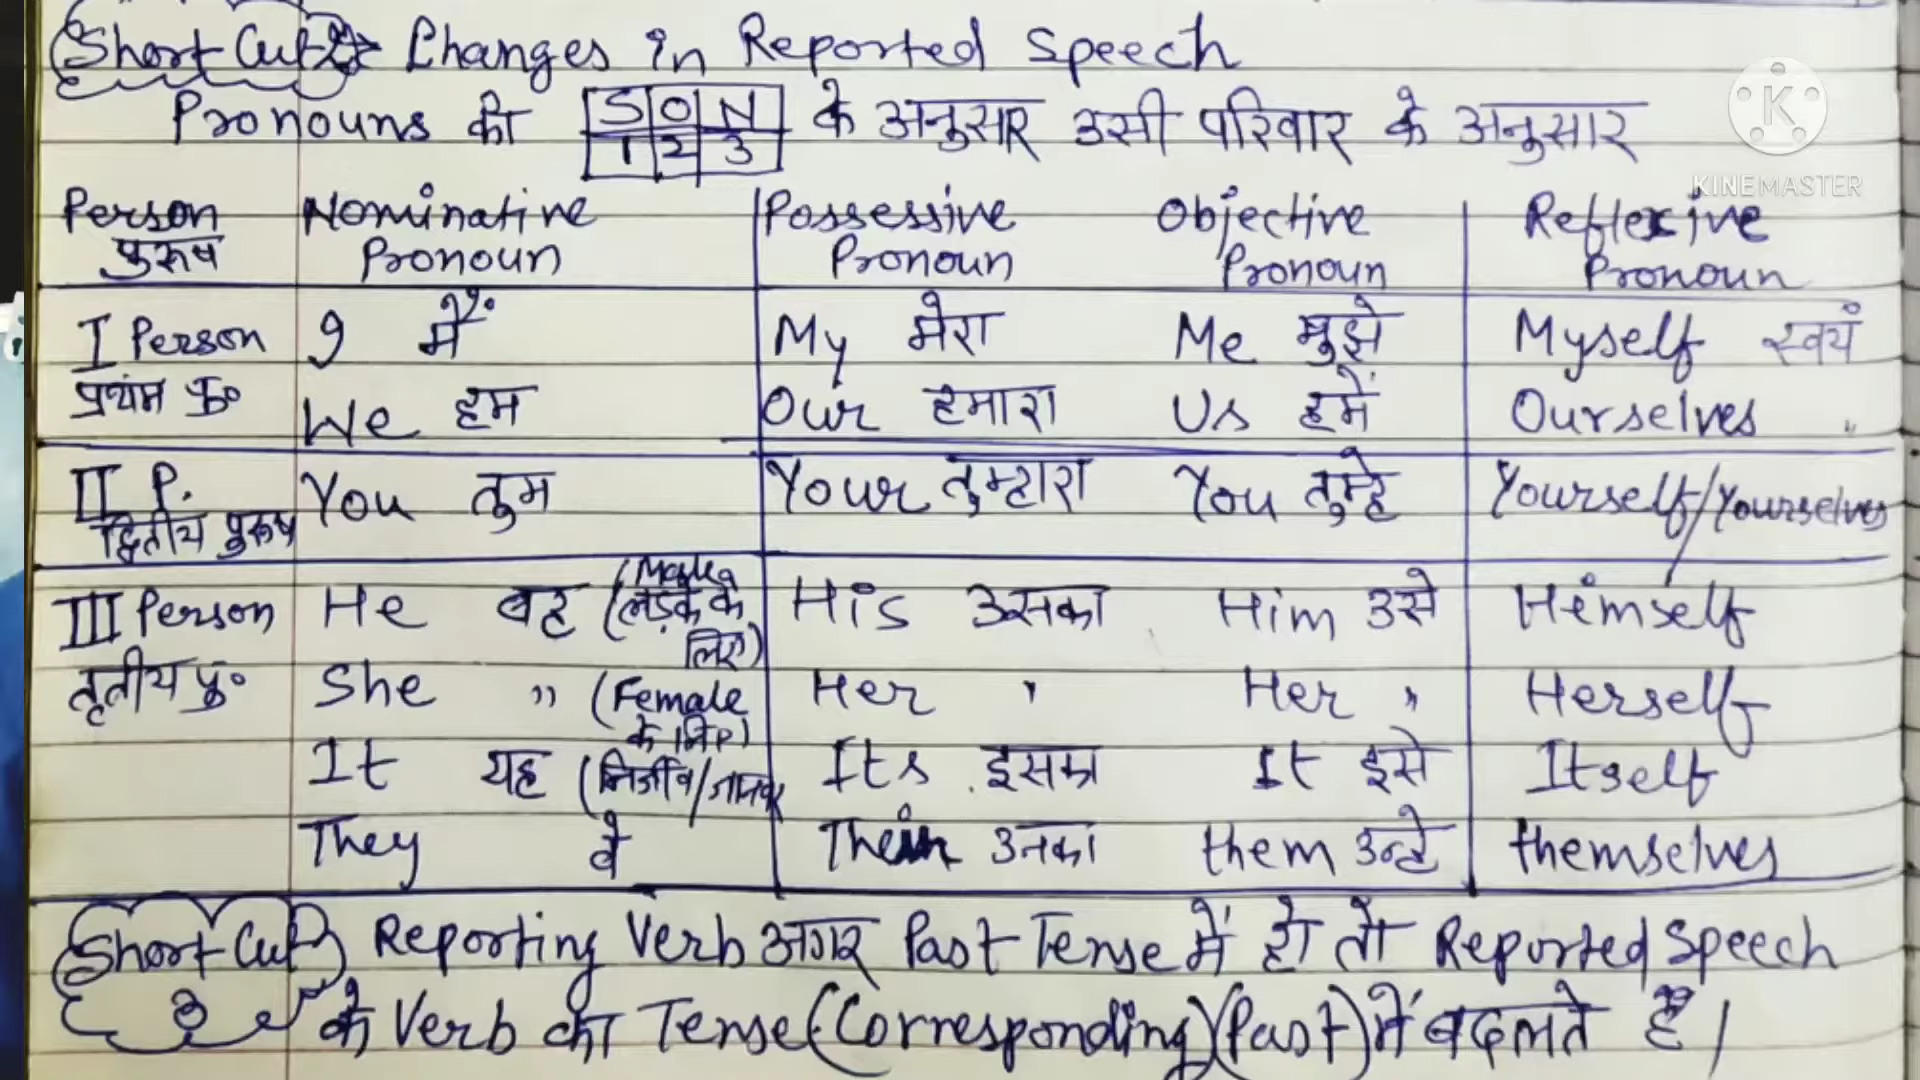 Short Cut 2 → Changes in Reported Speech
Pronouns को S O N के अनुसार उसी परिवार के अनुसार
1 2 3
KINEMASTER
Person Nominative Possessive Objective Reflexive
पुरूष Pronoun Pronoun Pronoun Pronoun
I Person I मैं My मेरा Me मुझे Myself स्वयं
प्रथम पु० We हम Our हमारा Us हमें Ourselves "
II P. You तुम Your तुम्हारा You तुम्हे Yourself/Yourselves
द्वितीय पुरूष
III Person He वह (Male लड़के के लिए) His उसका Him उसे Himself
तृतीय पु० She " (Female के लिए) Her " Her " Herself
It यह (निर्जीव/जानवर Its इसका It इसे Itself
They वे Their उनका them उन्हे themselves
Short Cut 3 Reporting Verb अगर Past Tense में हो तो Reported Speech
के Verb का Tense (Corresponding) (Past) में बदलते है।